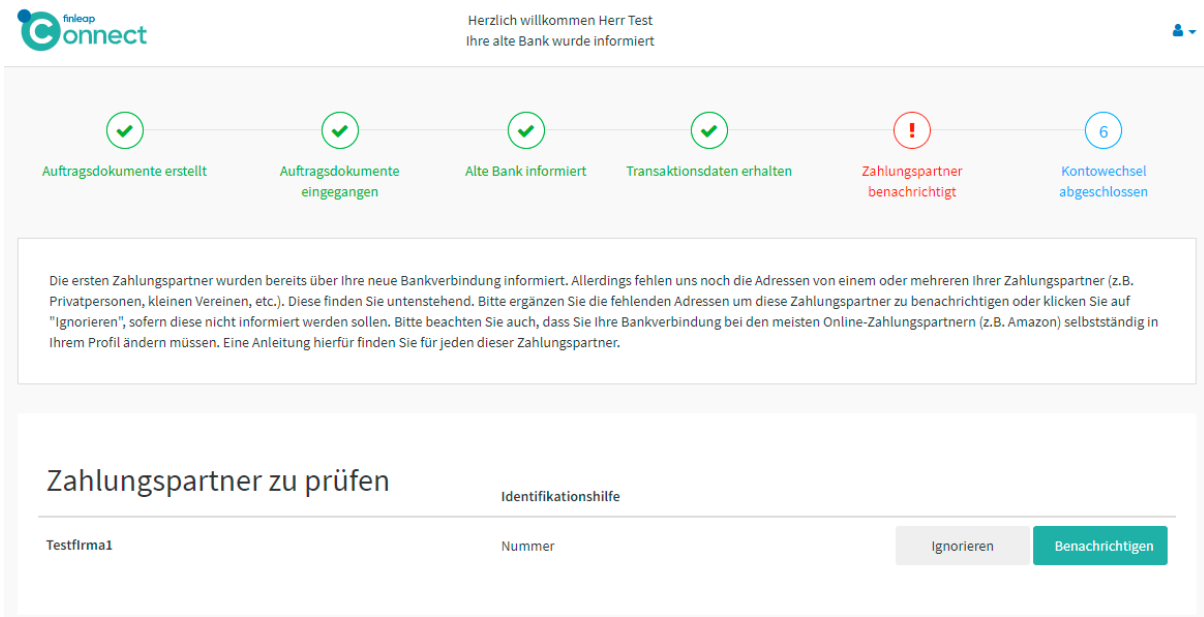 finleap
connect
Herzlich willkommen Herr Test
Ihre alte Bank wurde informiert
Auftragsdokumente erstellt
Auftragsdokumente
eingegangen
Alte Bank informiert
Transaktionsdaten erhalten
!
Zahlungspartner
benachrichtigt
6
Kontowechsel
abgeschlossen
Die ersten Zahlungspartner wurden bereits über Ihre neue Bankverbindung informiert. Allerdings fehlen uns noch die Adressen von einem oder mehreren Ihrer Zahlungspartner (z.B.
Privatpersonen, kleinen Vereinen, etc.). Diese finden Sie untenstehend. Bitte ergänzen Sie die fehlenden Adressen um diese Zahlungspartner zu benachrichtigen oder klicken Sie auf
"Ignorieren", sofern diese nicht informiert werden sollen. Bitte beachten Sie auch, dass Sie Ihre Bankverbindung bei den meisten Online-Zahlungspartnern (z.B. Amazon) selbstständig in
Ihrem Profil ändern müssen. Eine Anleitung hierfür finden Sie für jeden dieser Zahlungspartner.
Zahlungspartner zu prüfen
Identifikationshilfe
TestfIrma1
Nummer
Ignorieren
Benachrichtigen